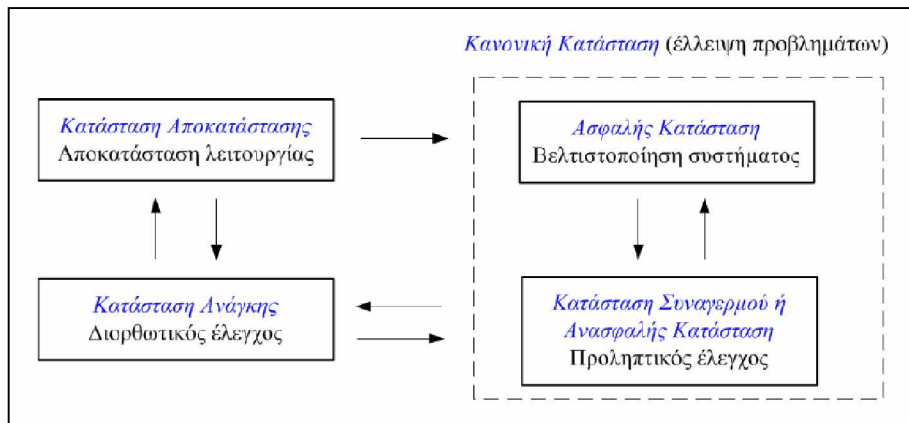 Κανονική Κατάσταση (έλλειψη προβλημάτων)
Κατάσταση Αποκατάστασης
Αποκατάσταση λειτουργίας
Ασφαλής Κατάσταση
Βελτιστοποίηση συστήματος
Κατάσταση Ανάγκης
Διορθωτικός έλεγχος
Κατάσταση Συναγερμού ή
Ανασφαλής Κατάσταση
Προληπτικός έλεγχος